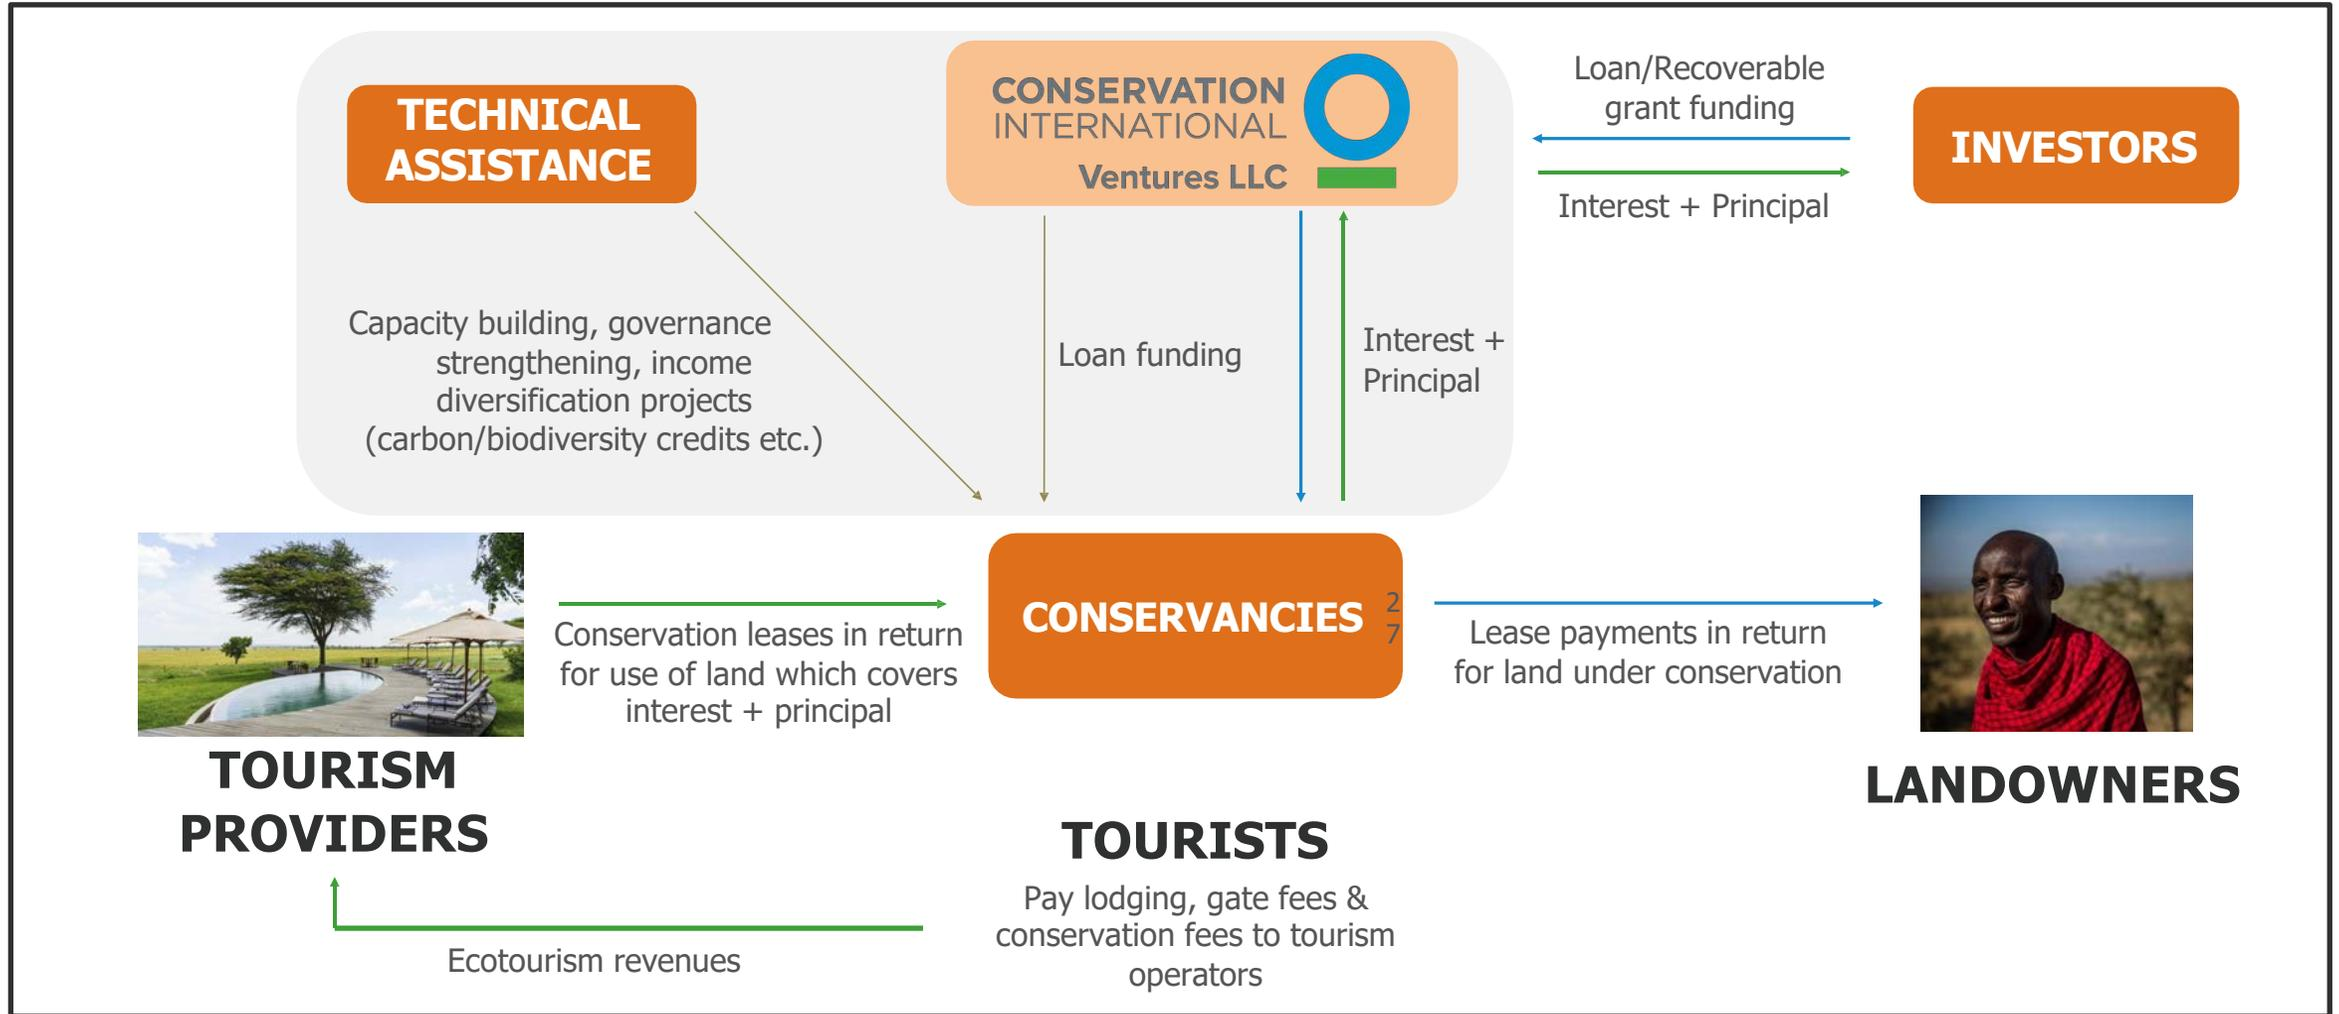 TECHNICAL
ASSISTANCE
CONSERVATION
INTERNATIONAL
Ventures LLC
Loan/Recoverable
grant funding
INVESTORS
Interest + Principal
Capacity building, governance
strengthening, income
diversification projects
(carbon/biodiversity credits etc.)
Loan funding
Interest +
Principal
Conservation leases in return
for use of land which covers
interest + principal
CONSERVANCIES
2
7
Lease payments in return
for land under conservation
TOURISM
PROVIDERS
LANDOWNERS
TOURISTS
Pay lodging, gate fees &
conservation fees to tourism
operators
Ecotourism revenues